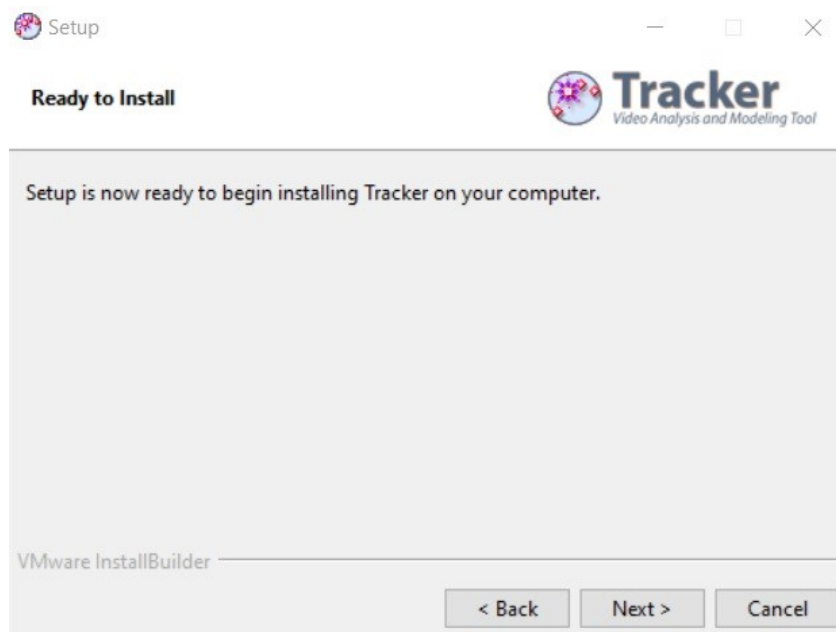 Setup
Ready to Install
Tracker
Video Analysis and Modeling Tool
Setup is now ready to begin installing Tracker on your computer.
VMware InstallBuilder
< Back
Next >
Cancel